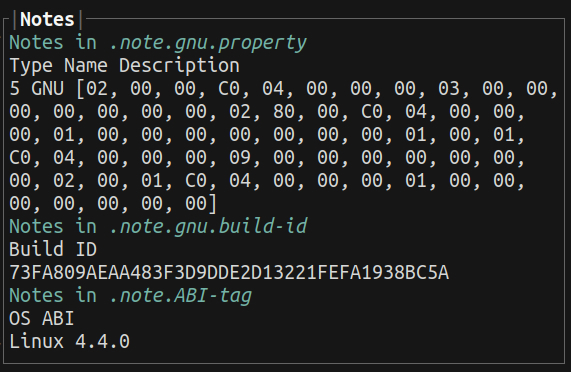 Notes
Notes in .note.gnu.property
Type Name Description
5 GNU [02, 00, 00, C0, 04, 00, 00, 00, 03, 00, 00,
00, 00, 00, 00, 00, 02, 80, 00, C0, 04, 00, 00,
00, 01, 00, 00, 00, 00, 00, 00, 00, 01, 00, 01,
C0, 04, 00, 00, 00, 09, 00, 00, 00, 00, 00, 00,
00, 02, 00, 01, C0, 04, 00, 00, 00, 01, 00, 00,
00, 00, 00, 00, 00]
Notes in .note.gnu.build-id
Build ID
73FA809AEAA483F3D9DDE2D13221FEFA1938BC5A
Notes in .note.ABI-tag
OS ABI
Linux 4.4.0